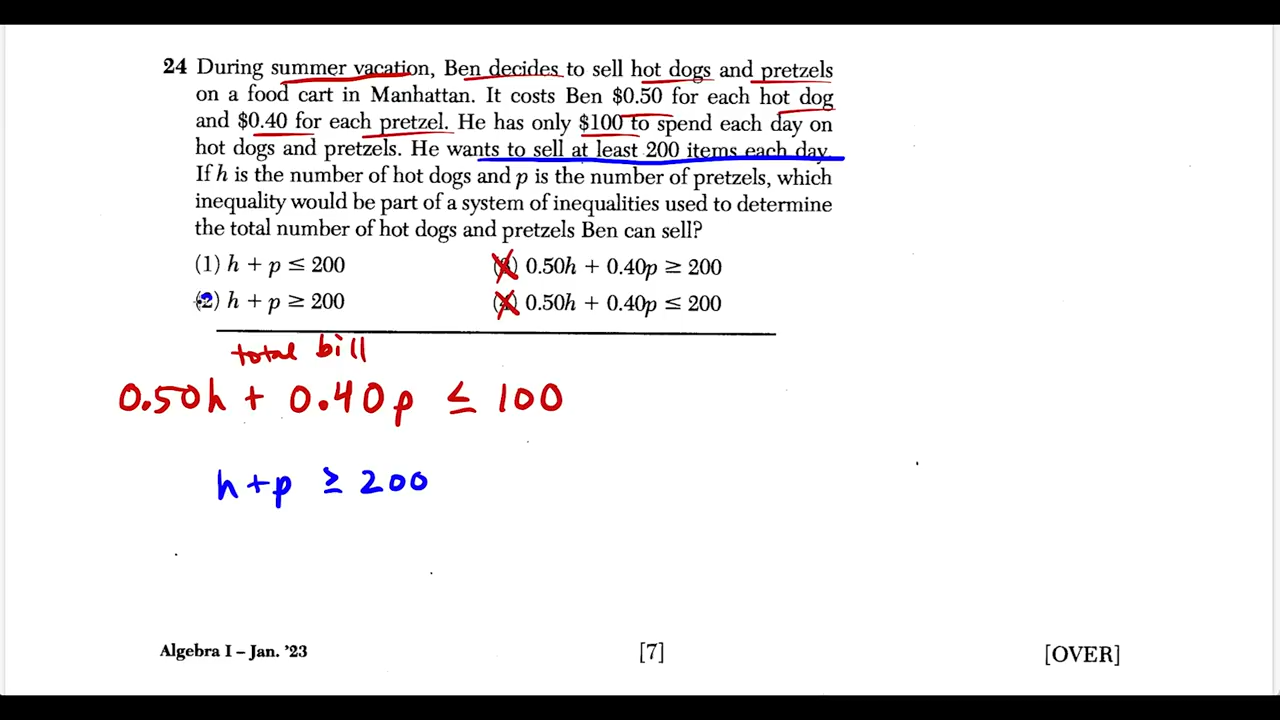 24 During summer vacation, Ben decides to sell hot dogs and pretzels
on a food cart in Manhattan. It costs Ben $0.50 for each hot dog
and $0.40 for each pretzel. He has only $100 to spend each day on
hot dogs and pretzels. He wants to sell at least 200 items each day.
If h is the number of hot dogs and p is the number of pretzels, which
inequality would be part of a system of inequalities used to determine
the total number of hot dogs and pretzels Ben can sell?
(1) h + p ≤ 200
(3) 0.50h + 0.40p ≥ 200
(2) h + p ≥ 200
(4) 0.50h + 0.40p ≤ 200
total bill
0.50h + 0.40p ≤ 100
h+p ≥ 200
Algebra I – Jan. ’23
[7]
[OVER]